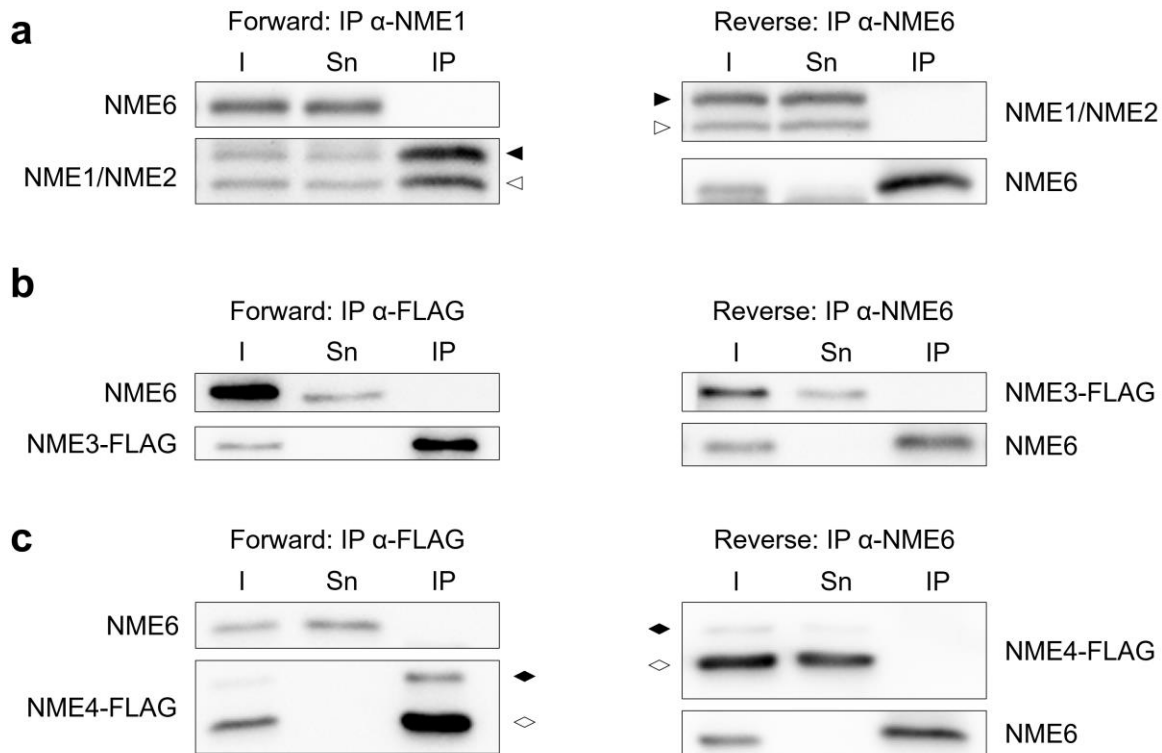 a
Forward: IP α-NME1
I Sn IP
NME6
NME1/NME2
Reverse: IP α-NME6
I Sn IP
NME1/NME2
NME6
b
Forward: IP α-FLAG
I Sn IP
NME6
NME3-FLAG
Reverse: IP α-NME6
I Sn IP
NME3-FLAG
NME6
c
Forward: IP α-FLAG
I Sn IP
NME6
NME4-FLAG
Reverse: IP α-NME6
I Sn IP
NME4-FLAG
NME6